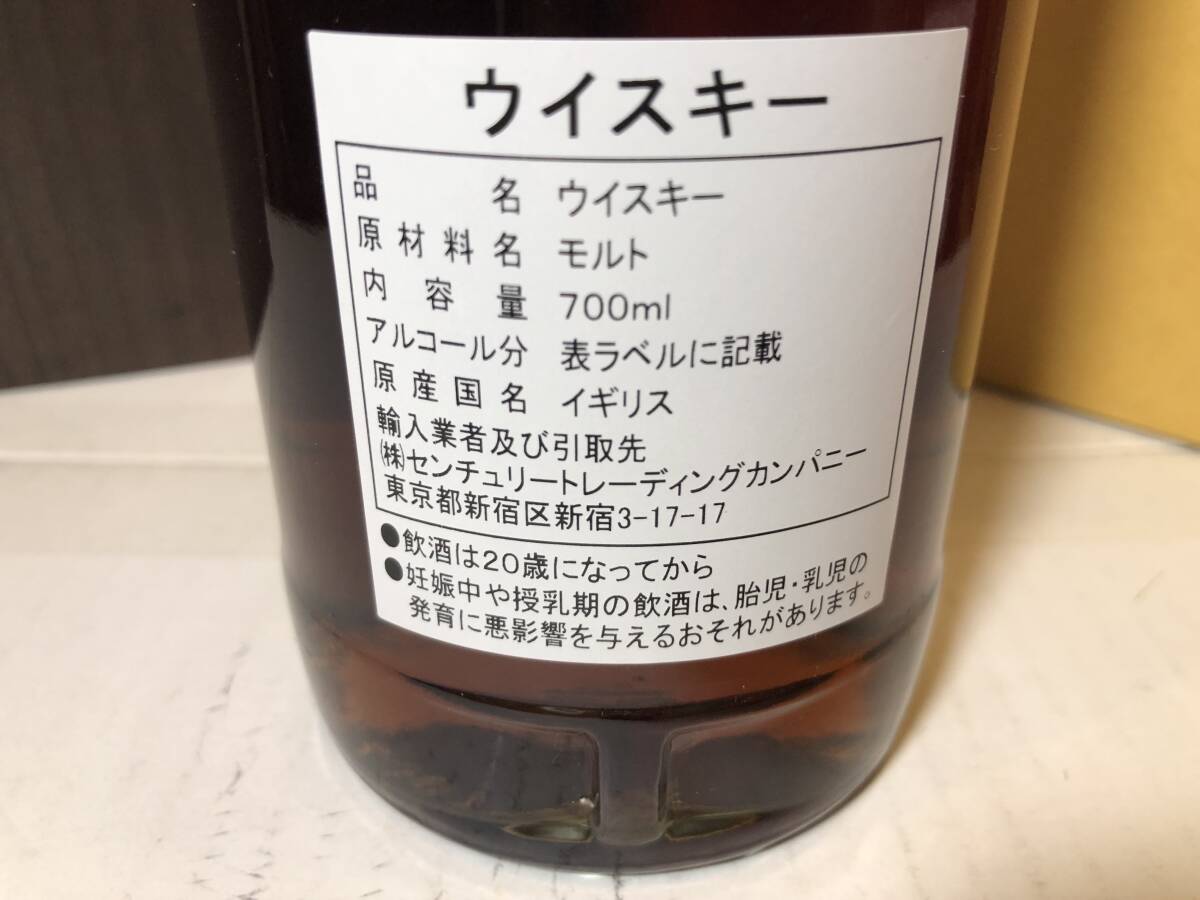 ウイスキー
品名 ウイスキー
原材料名 モルト
内容量 700ml
アルコール分 表ラベルに記載
原産国名 イギリス
輸入業者及び引取先
㈱センチュリートレーディングカンパニー
東京都新宿区新宿3-17-17
●飲酒は20歳になってから
●妊娠中や授乳期の飲酒は、胎児・乳児の
発育に悪影響を与えるおそれがあります。